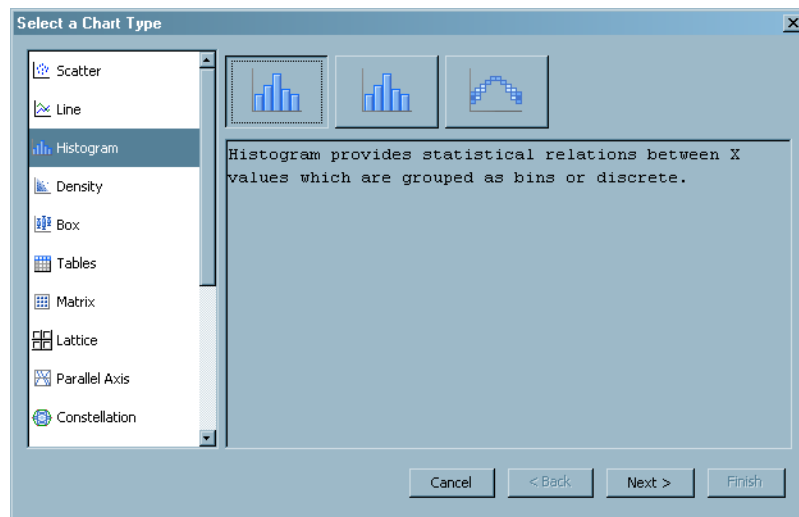 Select a Chart Type
Scatter
Line
Histogram
Density
Box
Tables
Matrix
Lattice
Parallel Axis
Constellation
Histogram provides statistical relations between X
values which are grouped as bins or discrete.
Cancel
< Back
Next >
Finish